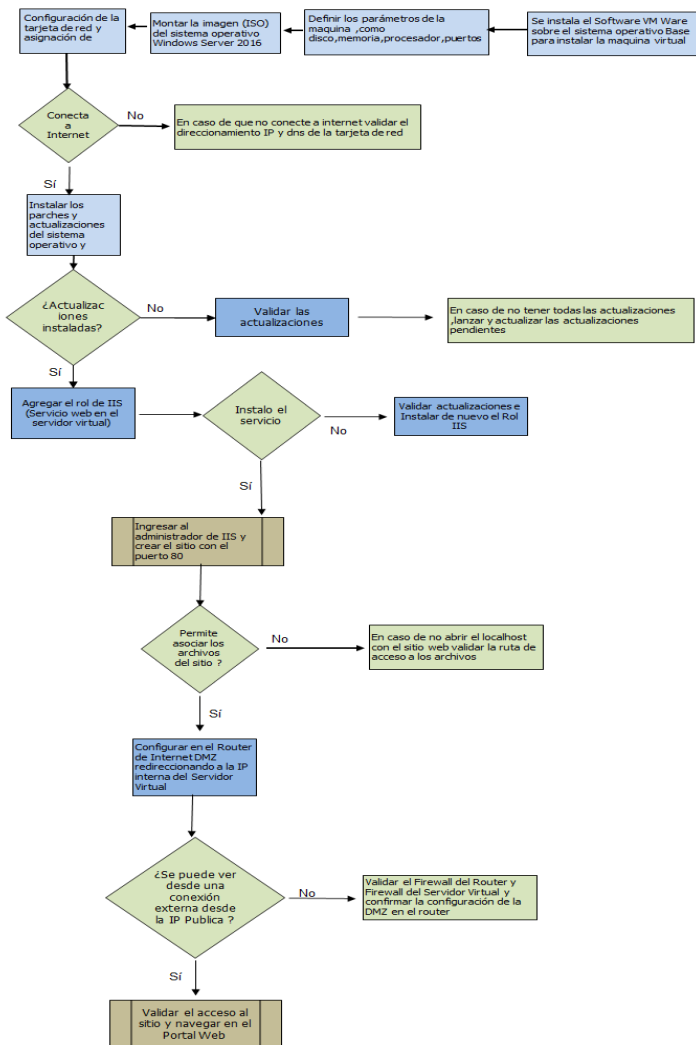 Configuración de la
tarjeta de red y
asignación de
Montar la imagen (ISO)
del sistema operativo
Windows Server 2016
Definir los parámetros de la
maquina ,como
disco,memoria,procesador,puertos
Se instala el Software VM Ware
sobre el sistema operativo Base
para instalar la maquina virtual
Conecta
a
Internet
No
En caso de que no conecte a internet validar el
direccionamiento IP y dns de la tarjeta de red
Sí
Instalar los
parches y
actualizaciones
del sistema
operativo y
¿Actualizac
iones
instaladas?
No
Validar las
actualizaciones
En caso de no tener todas las actualizaciones
,lanzar y actualizar las actualizaciones
pendientes
Sí
Agregar el rol de IIS
(Servicio web en el
servidor virtual)
Instalo el
servicio
No
Validar actualizaciones e
Instalar de nuevo el Rol
IIS
Sí
Ingresar al
administrador de IIS y
crear el sitio con el
puerto 80
Permite
asociar los
archivos
del sitio ?
No
En caso de no abrir el localhost
con el sitio web validar la ruta de
acceso a los archivos
Sí
Configurar en el Router
de Internet DMZ
redireccionando a la IP
interna del Servidor
Virtual
¿Se puede ver
desde una
conexión
externa desde
la IP Publica ?
No
Validar el Firewall del Router y
Firewall del Servidor Virtual y
confirmar la configuración de la
DMZ en el router
Sí
Validar el acceso al
sitio y navegar en el
Portal Web